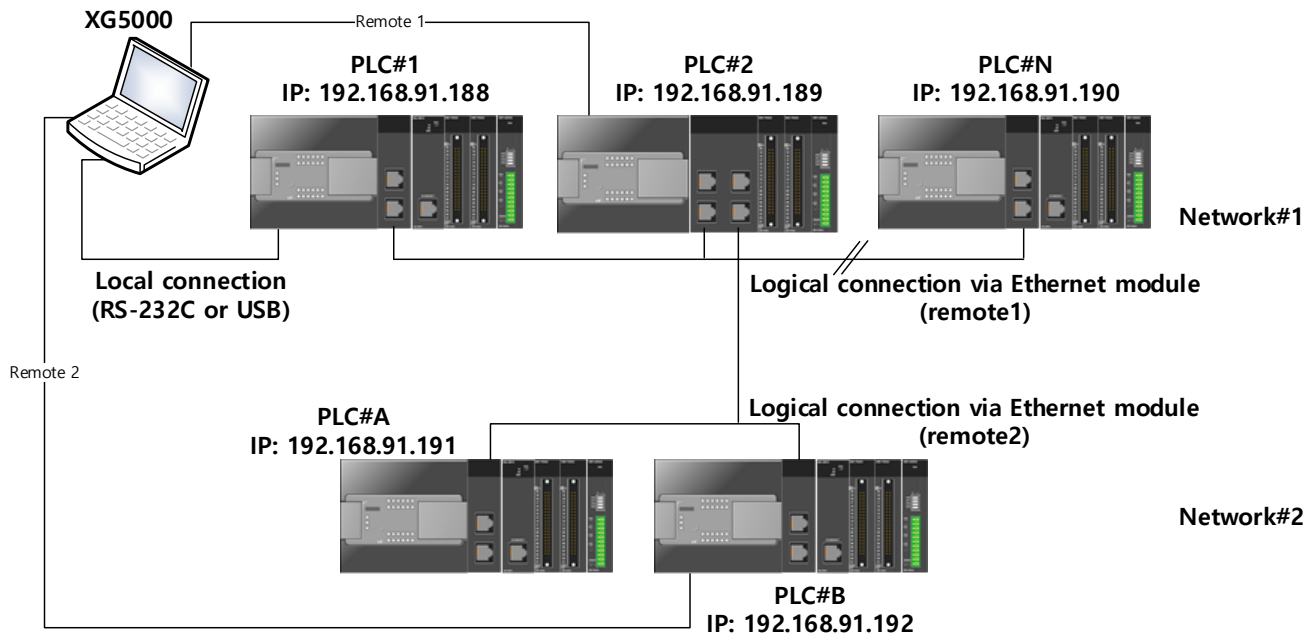 XG5000
Remote 1
PLC#1
IP: 192.168.91.188
PLC#2
IP: 192.168.91.189
PLC#N
IP: 192.168.91.190
Network#1
Local connection
(RS-232C or USB)
Logical connection via Ethernet module
(remote1)
Remote 2
PLC#A
IP: 192.168.91.191
Logical connection via Ethernet module
(remote2)
Network#2
PLC#B
IP: 192.168.91.192